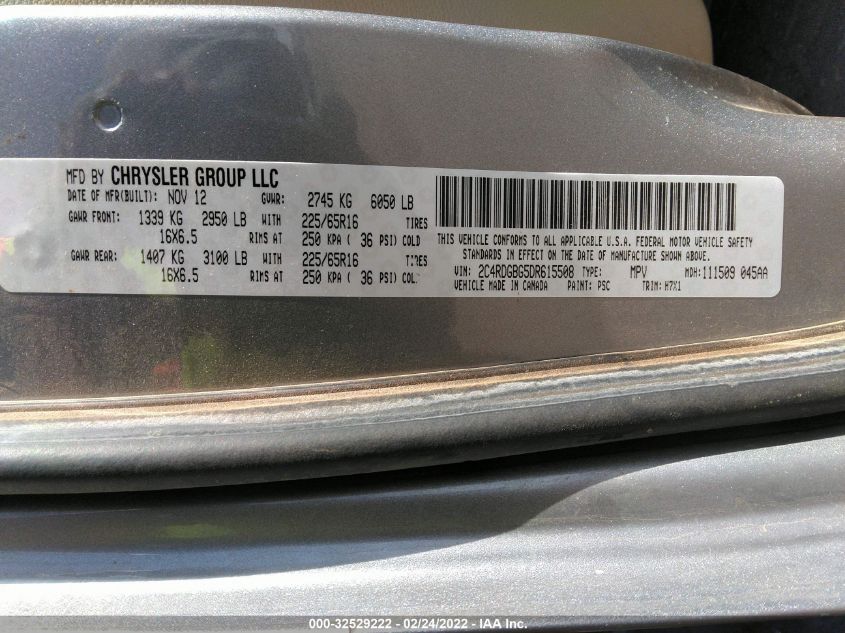 MFD BY CHRYSLER GROUP LLC
DATE OF MFR(BUILT): NOV 12 GVWR: 2745 KG 6050 LB
GAWR FRONT: 1339 KG 2950 LB WITH 225/65R16 TIRES
16X6.5 RIMS AT 250 KPA ( 36 PSI) COLD
GAWR REAR: 1407 KG 3100 LB WITH 225/65R16 TIRES
16X6.5 RIMS AT 250 KPA ( 36 PSI) COL
THIS VEHICLE CONFORMS TO ALL APPLICABLE U.S.A. FEDERAL MOTOR VEHICLE SAFETY
STANDARDS IN EFFECT ON THE DATE OF MANUFACTURE SHOWN ABOVE.
VIN: 2C4RDGBG5DR615508 TYPE: MPV MDH: 111509 045AA
VEHICLE MADE IN CANADA PAINT: PSC TRIM: H7X1
000-32529222 - 02/24/2022 - IAA Inc.